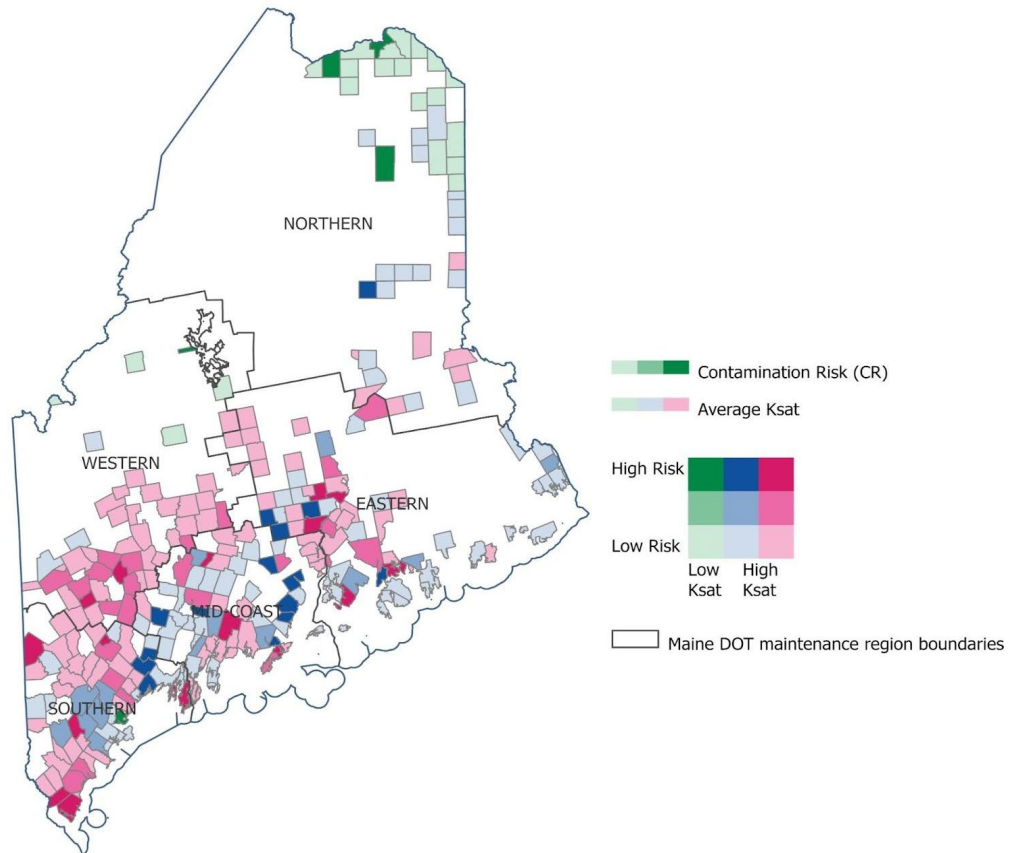 NORTHERN
WESTERN
EASTERN
MID-COAST
SOUTHERN
Contamination Risk (CR)
Average Ksat
High Risk
Low Risk
Low
Ksat
High
Ksat
Maine DOT maintenance region boundaries